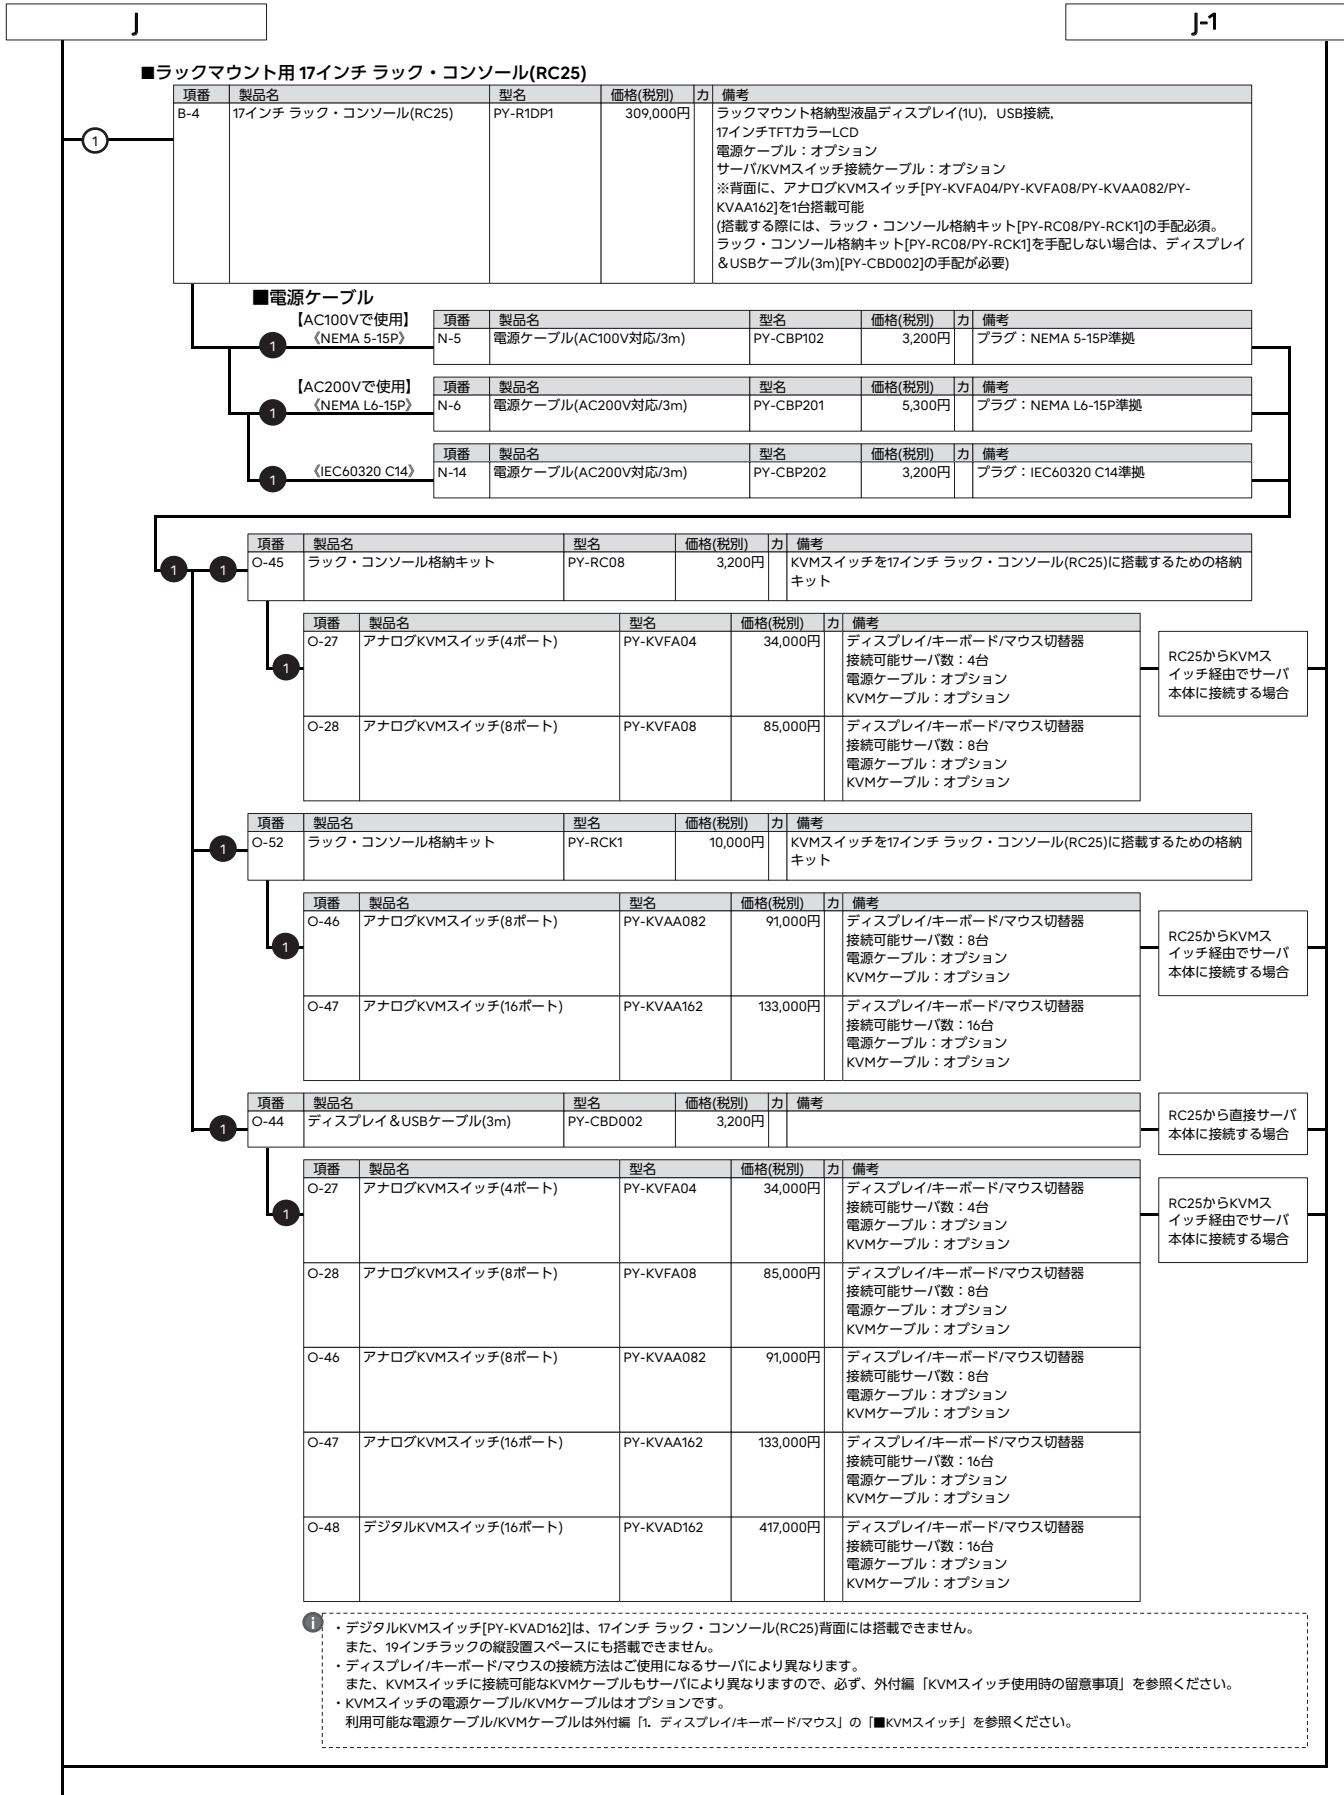 J
J-1
■ラックマウント用 17インチ ラック・コンソール(RC25)
項番 製品名 型名 価格(税別) カ 備考
B-4 17インチ ラック・コンソール(RC25) PY-R1DP1 309,000円 ラックマウント格納型液晶ディスプレイ(1U)，USB接続，
17インチTFTカラーLCD
電源ケーブル：オプション
サーバ/KVMスイッチ接続ケーブル：オプション
※背面に、アナログKVMスイッチ[PY-KVFA04/PY-KVFA08/PY-KVAA082/PY-
KVAA162]を1台搭載可能
(搭載する際には、ラック・コンソール格納キット[PY-RC08/PY-RCK1]の手配必須。
ラック・コンソール格納キット[PY-RC08/PY-RCK1]を手配しない場合は、ディスプレイ
＆USBケーブル(3m)[PY-CBD002]の手配が必要)
1
■電源ケーブル
【AC100Vで使用】
項番 製品名 型名 価格(税別) カ 備考
1 《NEMA 5-15P》 N-5 電源ケーブル(AC100V対応/3m) PY-CBP102 3,200円 プラグ：NEMA 5-15P準拠
【AC200Vで使用】
項番 製品名 型名 価格(税別) カ 備考
1 《NEMA L6-15P》 N-6 電源ケーブル(AC200V対応/3m) PY-CBP201 5,300円 プラグ：NEMA L6-15P準拠
項番 製品名 型名 価格(税別) カ 備考
1 《IEC60320 C14》 N-14 電源ケーブル(AC200V対応/3m) PY-CBP202 3,200円 プラグ：IEC60320 C14準拠
項番 製品名 型名 価格(税別) カ 備考
1 1 O-45 ラック・コンソール格納キット PY-RC08 3,200円 KVMスイッチを17インチ ラック・コンソール(RC25)に搭載するための格納
キット
項番 製品名 型名 価格(税別) カ 備考
1 O-27 アナログKVMスイッチ(4ポート) PY-KVFA04 34,000円 ディスプレイ/キーボード/マウス切替器
接続可能サーバ数：4台
電源ケーブル：オプション
KVMケーブル：オプション
RC25からKVMス
イッチ経由でサーバ
本体に接続する場合
O-28 アナログKVMスイッチ(8ポート) PY-KVFA08 85,000円 ディスプレイ/キーボード/マウス切替器
接続可能サーバ数：8台
電源ケーブル：オプション
KVMケーブル：オプション
項番 製品名 型名 価格(税別) カ 備考
1 O-52 ラック・コンソール格納キット PY-RCK1 10,000円 KVMスイッチを17インチ ラック・コンソール(RC25)に搭載するための格納
キット
項番 製品名 型名 価格(税別) カ 備考
1 O-46 アナログKVMスイッチ(8ポート) PY-KVAA082 91,000円 ディスプレイ/キーボード/マウス切替器
接続可能サーバ数：8台
電源ケーブル：オプション
KVMケーブル：オプション
RC25からKVMス
イッチ経由でサーバ
本体に接続する場合
O-47 アナログKVMスイッチ(16ポート) PY-KVAA162 133,000円 ディスプレイ/キーボード/マウス切替器
接続可能サーバ数：16台
電源ケーブル：オプション
KVMケーブル：オプション
項番 製品名 型名 価格(税別) カ 備考
1 O-44 ディスプレイ＆USBケーブル(3m) PY-CBD002 3,200円
RC25から直接サーバ
本体に接続する場合
項番 製品名 型名 価格(税別) カ 備考
1 O-27 アナログKVMスイッチ(4ポート) PY-KVFA04 34,000円 ディスプレイ/キーボード/マウス切替器
接続可能サーバ数：4台
電源ケーブル：オプション
KVMケーブル：オプション
RC25からKVMス
イッチ経由でサーバ
本体に接続する場合
O-28 アナログKVMスイッチ(8ポート) PY-KVFA08 85,000円 ディスプレイ/キーボード/マウス切替器
接続可能サーバ数：8台
電源ケーブル：オプション
KVMケーブル：オプション
O-46 アナログKVMスイッチ(8ポート) PY-KVAA082 91,000円 ディスプレイ/キーボード/マウス切替器
接続可能サーバ数：8台
電源ケーブル：オプション
KVMケーブル：オプション
O-47 アナログKVMスイッチ(16ポート) PY-KVAA162 133,000円 ディスプレイ/キーボード/マウス切替器
接続可能サーバ数：16台
電源ケーブル：オプション
KVMケーブル：オプション
O-48 デジタルKVMスイッチ(16ポート) PY-KVAD162 417,000円 ディスプレイ/キーボード/マウス切替器
接続可能サーバ数：16台
電源ケーブル：オプション
KVMケーブル：オプション
i
・デジタルKVMスイッチ[PY-KVAD162]は、17インチ ラック・コンソール(RC25)背面には搭載できません。
また、19インチラックの縦設置スペースにも搭載できません。
・ディスプレイ/キーボード/マウスの接続方法はご使用になるサーバにより異なります。
また、KVMスイッチに接続可能なKVMケーブルもサーバにより異なりますので、必ず、外付編「KVMスイッチ使用時の留意事項」を参照ください。
・KVMスイッチの電源ケーブル/KVMケーブルはオプションです。
利用可能な電源ケーブル/KVMケーブルは外付編「1．ディスプレイ/キーボード/マウス」の「■KVMスイッチ」を参照ください。